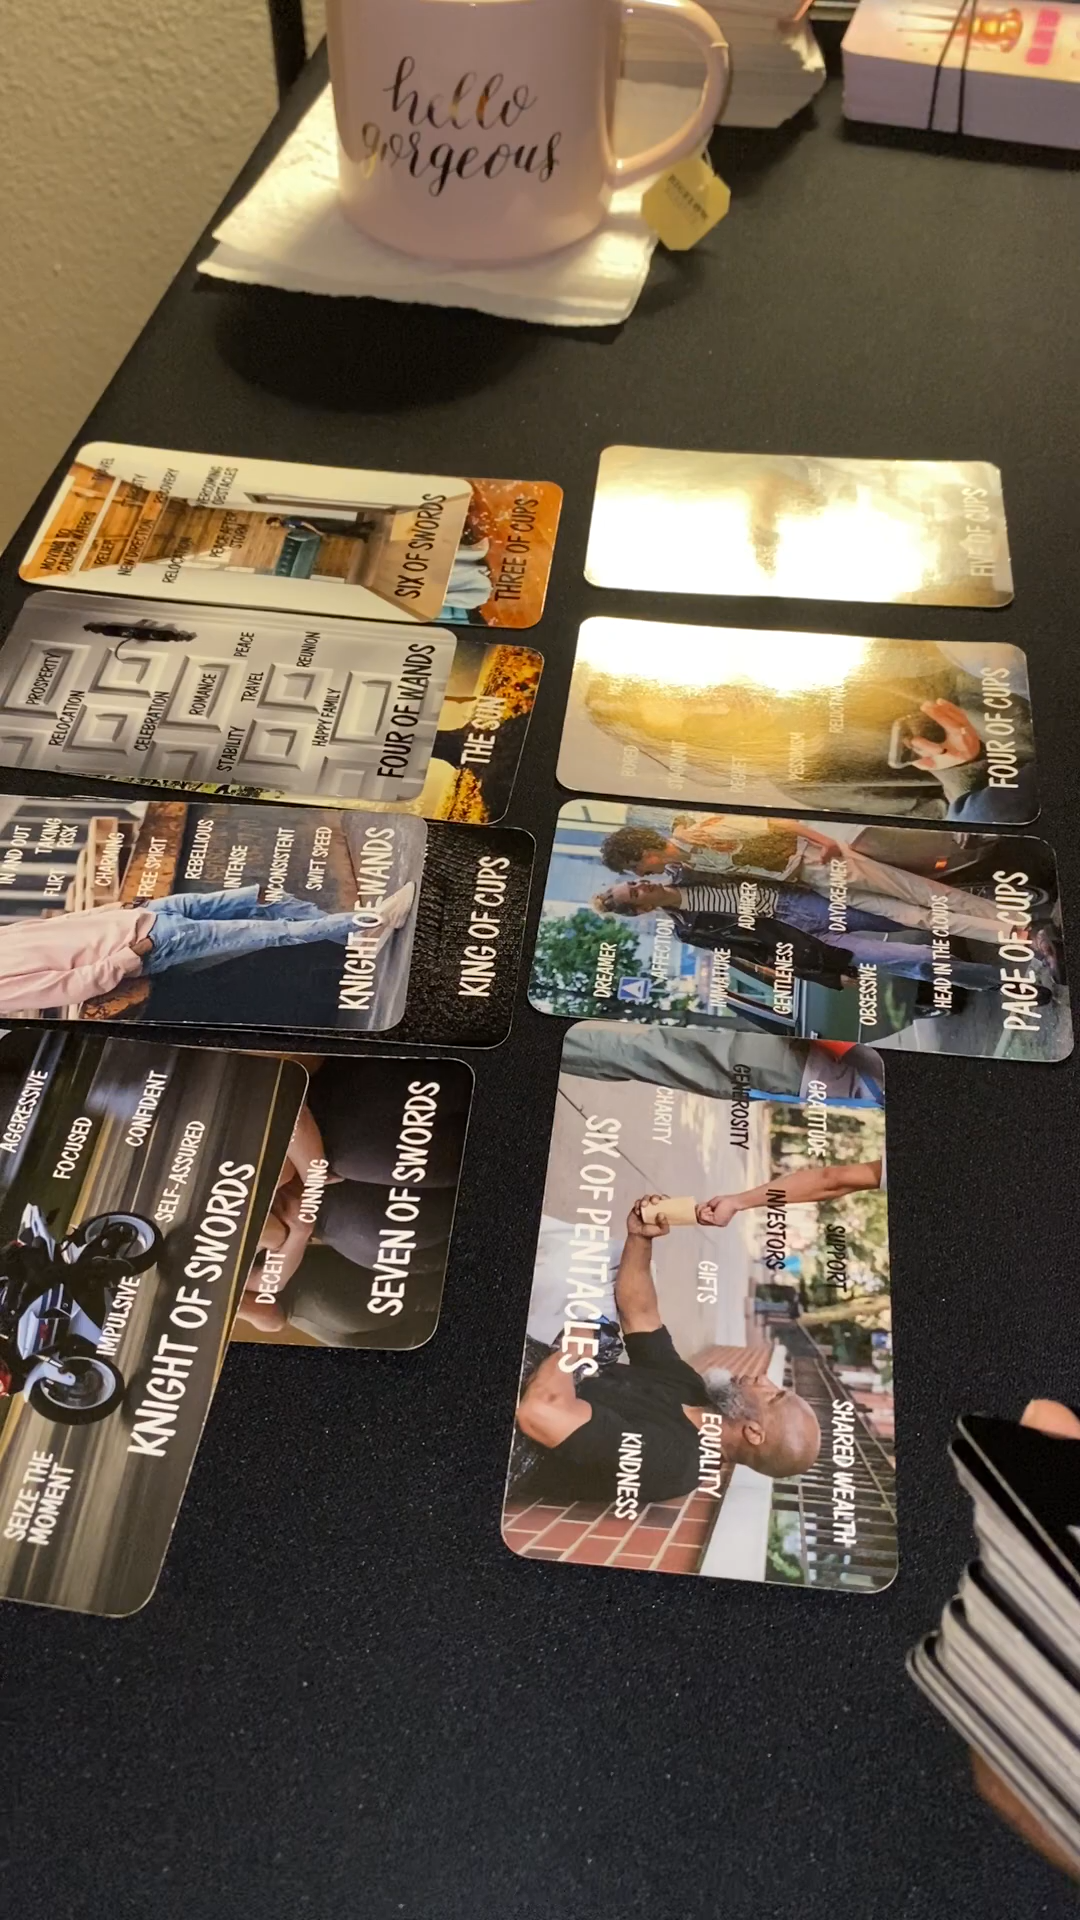 hello
gorgeous
MOVING TO
CALMER WATERS
RELIEF
NEW DIRECTION
RELOCATION
PEACE AFTER
STORM
OVERCOMING
OBSTACLES
SIX OF SWORDS
THREE OF CUPS
FIVE OF CUPS
PROSPERITY
RELOCATION
CELEBRATION
ROMANCE
STABILITY
TRAVEL
PEACE
HAPPY FAMILY
REUNION
FOUR OF WANDS
THE SUN
BORED
PESSIMISM
FOUR OF CUPS
IN AND OUT
FLIRT
TAKING
RISK
CHARMING
FREE SPIRIT
REBELLIOUS
INTENSE
INCONSISTENT
SWIFT SPEED
KNIGHT OF WANDS
KING OF CUPS
DREAMER
AFFECTION
IMMATURE
ADMIRER
GENTLENESS
DAYDREAMER
OBSESSIVE
HEAD IN THE CLOUDS
PAGE OF CUPS
AGGRESSIVE
FOCUSED
CONFIDENT
SELF-ASSURED
IMPULSIVE
SEIZE THE
MOMENT
KNIGHT OF SWORDS
CUNNING
DECEIT
SEVEN OF SWORDS
SIX OF PENTACLES
CHARITY
GENEROSITY
GRATITUDE
INVESTORS
SUPPORT
GIFTS
EQUALITY
KINDNESS
SHARED WEALTH